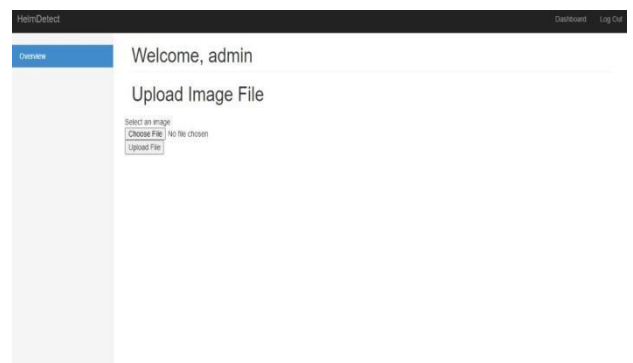 HelmDetect Dashboard Log Out
Overview
Welcome, admin
Upload Image File
Select an image
Choose File No file chosen
Upload File